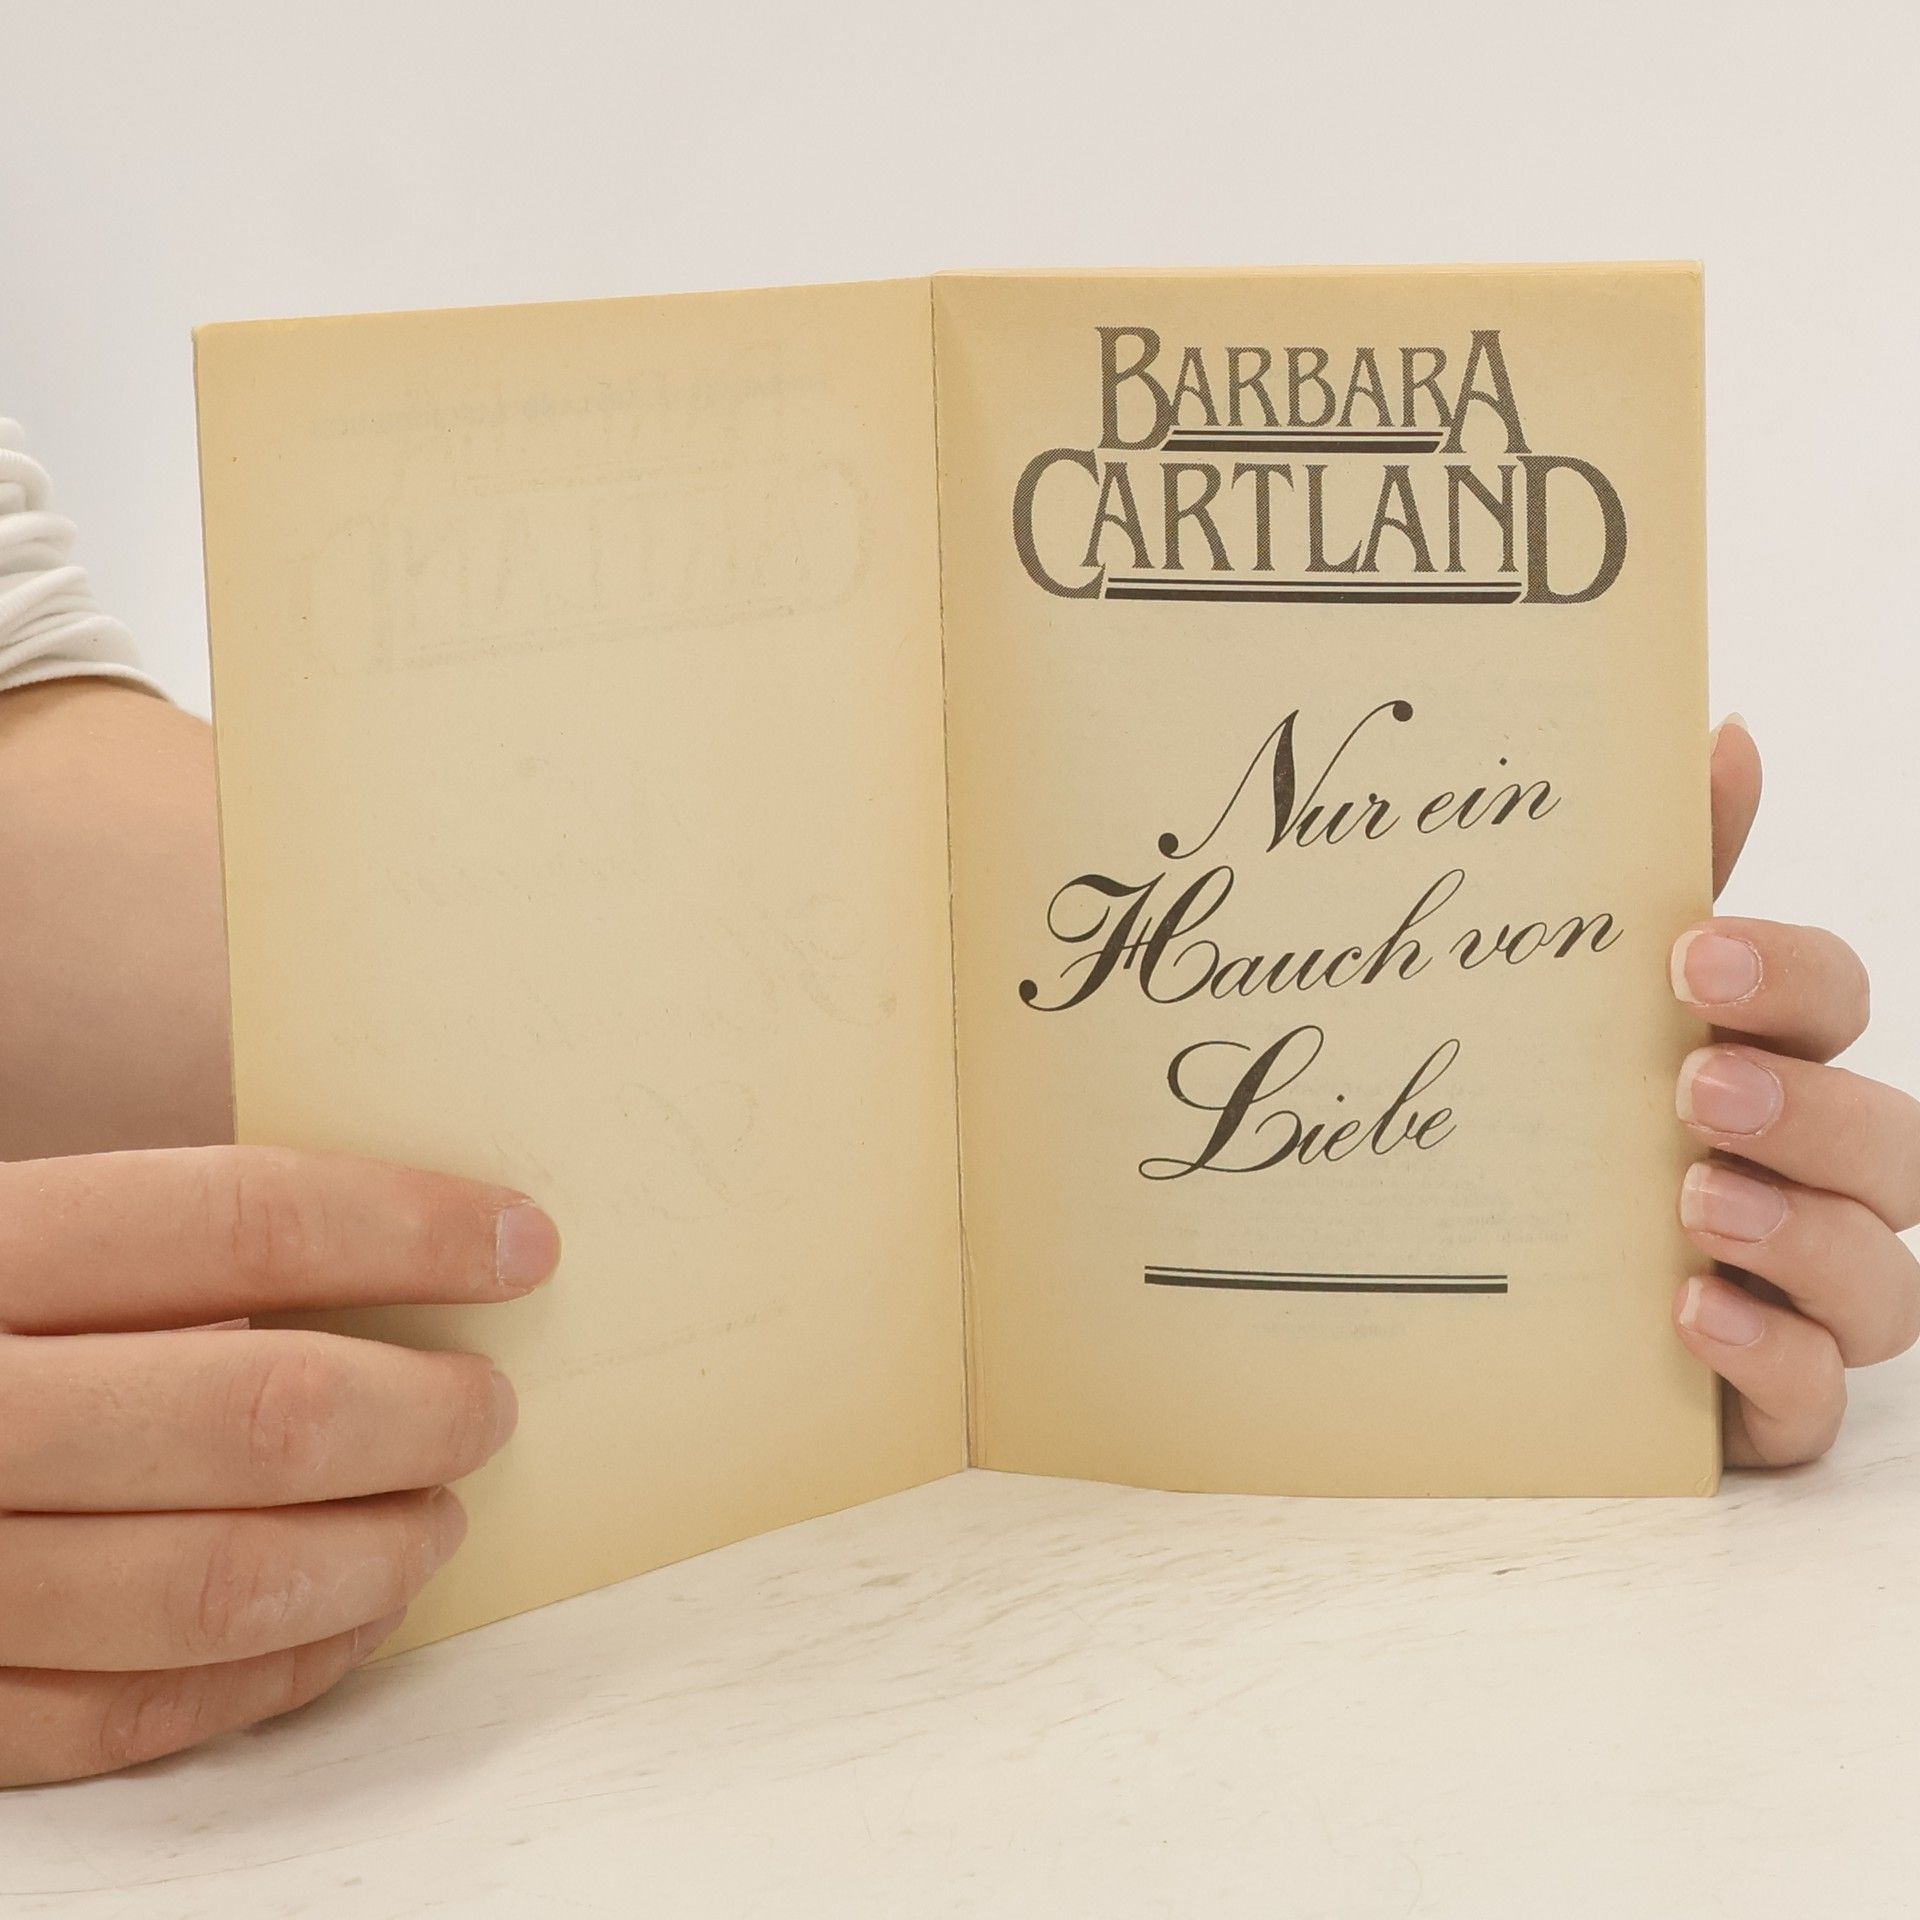 BARBARA
CARTLAND
Nur ein
Hauch von
Liebe